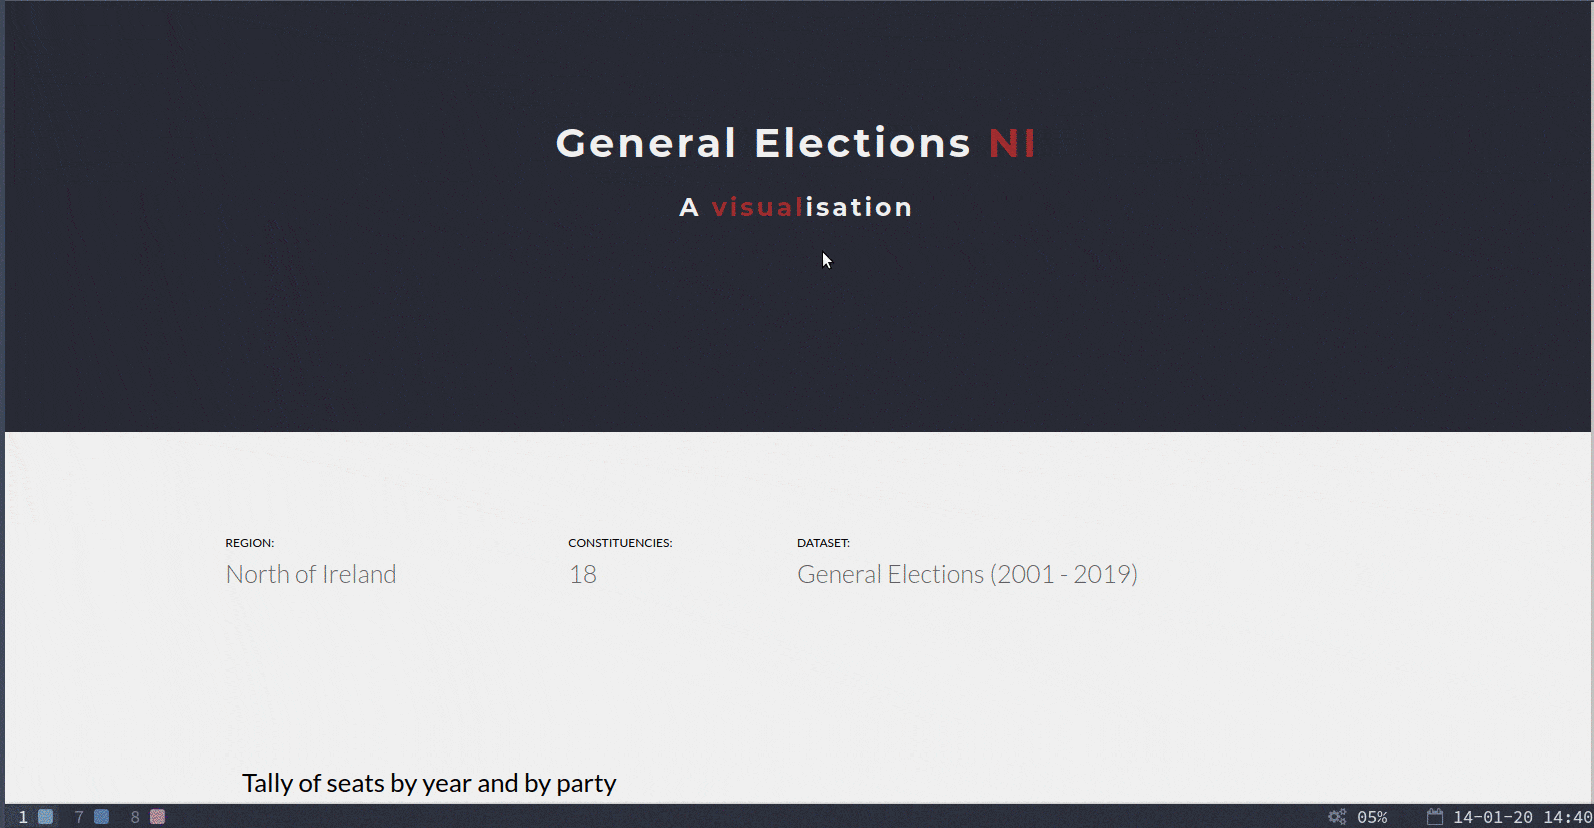 General Elections NI
A visualisation
REGION: CONSTITUENCIES: DATASET:
North of Ireland 18 General Elections (2001 - 2019)
Tally of seats by year and by party
1 7 8 05% 14-01-20 14:40